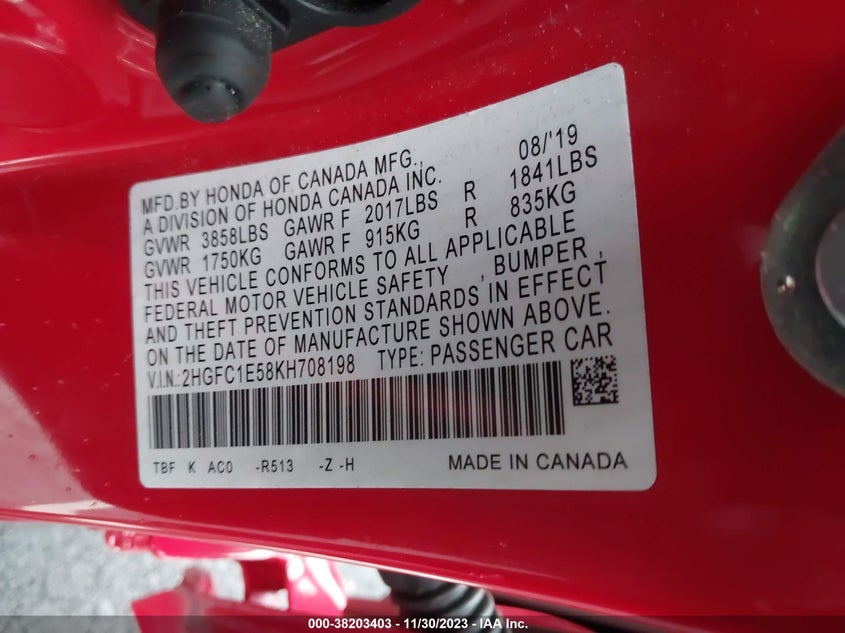 MFD.BY HONDA OF CANADA MFG., 08/'19
A DIVISION OF HONDA CANADA INC.
GVWR 3858LBS GAWR F 2017LBS R 1841LBS
GVWR 1750KG GAWR F 915KG R 835KG
THIS VEHICLE CONFORMS TO ALL APPLICABLE
FEDERAL MOTOR VEHICLE SAFETY , BUMPER ,
AND THEFT PREVENTION STANDARDS IN EFFECT
ON THE DATE OF MANUFACTURE SHOWN ABOVE.
V.I.N.:2HGFC1E58KH708198 TYPE: PASSENGER CAR
TBF K AC0 -R513 -Z -H MADE IN CANADA
000-38203403 - 11/30/2023 - IAA Inc.